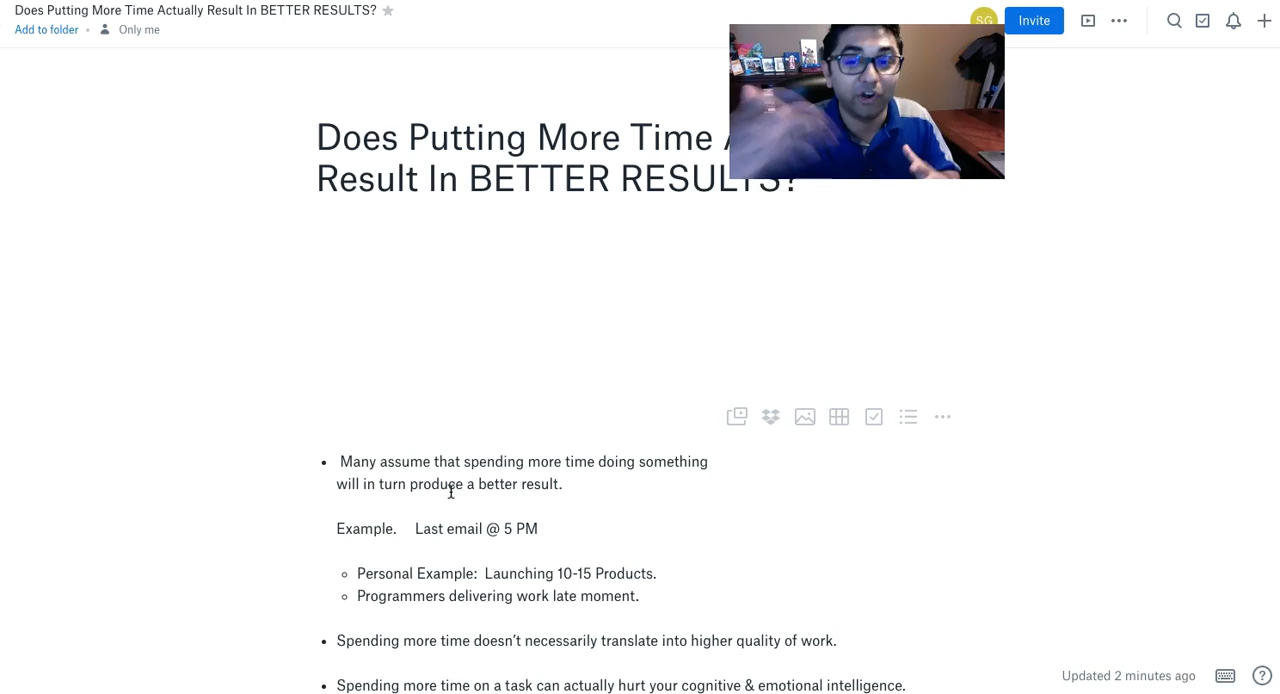 Does Putting More Time Actually Result In BETTER RESULTS?
Add to folder • Only me
SG
Invite
Does Putting More Time
Result In BETTER RESULTS?
• Many assume that spending more time doing something
will in turn produce a better result.
Example. Last email @ 5 PM
◦ Personal Example: Launching 10-15 Products.
◦ Programmers delivering work late moment.
• Spending more time doesn’t necessarily translate into higher quality of work.
• Spending more time on a task can actually hurt your cognitive & emotional intelligence.
Updated 2 minutes ago